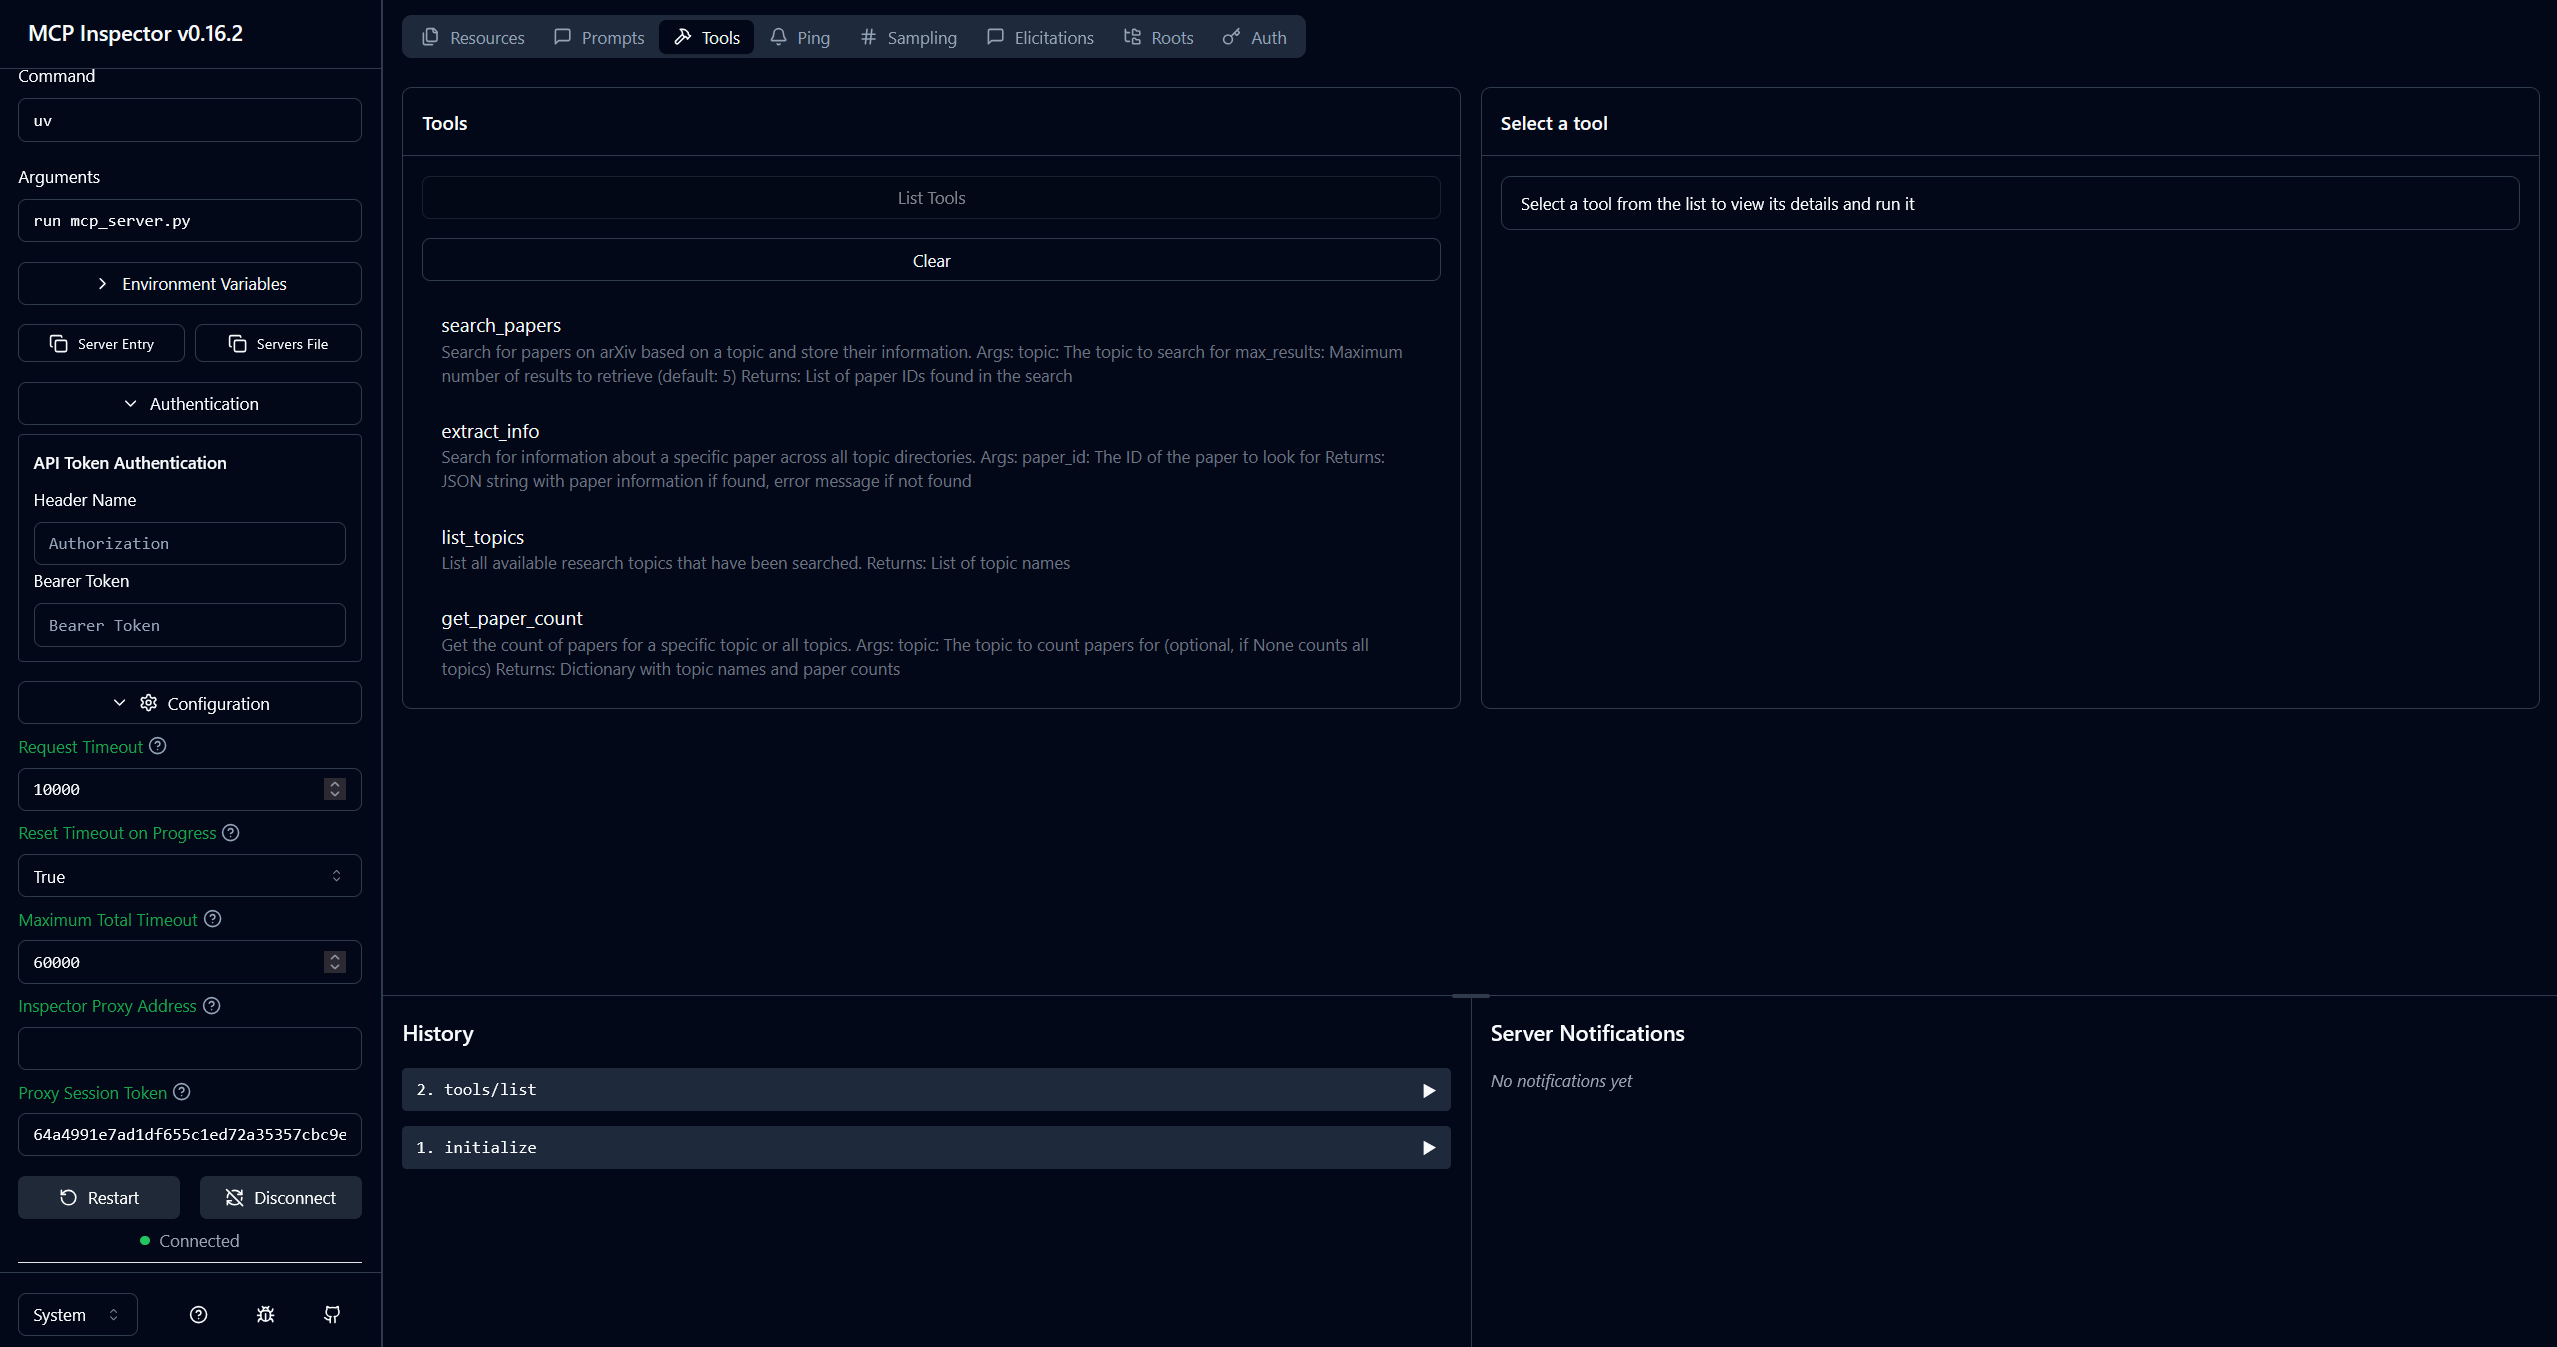 MCP Inspector v0.16.2
Command
uv
Arguments
run mcp_server.py
Environment Variables
Server Entry
Servers File
Authentication
API Token Authentication
Header Name
Authorization
Bearer Token
Bearer Token
Configuration
Request Timeout
10000
Reset Timeout on Progress
True
Maximum Total Timeout
60000
Inspector Proxy Address
Proxy Session Token
64a4991e7ad1df655c1ed72a35357cbc9e
Restart
Disconnect
Connected
System
Resources
Prompts
Tools
Ping
Sampling
Elicitations
Roots
Auth
Tools
List Tools
Clear
search_papers
Search for papers on arXiv based on a topic and store their information. Args: topic: The topic to search for max_results: Maximum
number of results to retrieve (default: 5) Returns: List of paper IDs found in the search
extract_info
Search for information about a specific paper across all topic directories. Args: paper_id: The ID of the paper to look for Returns:
JSON string with paper information if found, error message if not found
list_topics
List all available research topics that have been searched. Returns: List of topic names
get_paper_count
Get the count of papers for a specific topic or all topics. Args: topic: The topic to count papers for (optional, if None counts all
topics) Returns: Dictionary with topic names and paper counts
Select a tool
Select a tool from the list to view its details and run it
History
2. tools/list
1. initialize
Server Notifications
No notifications yet